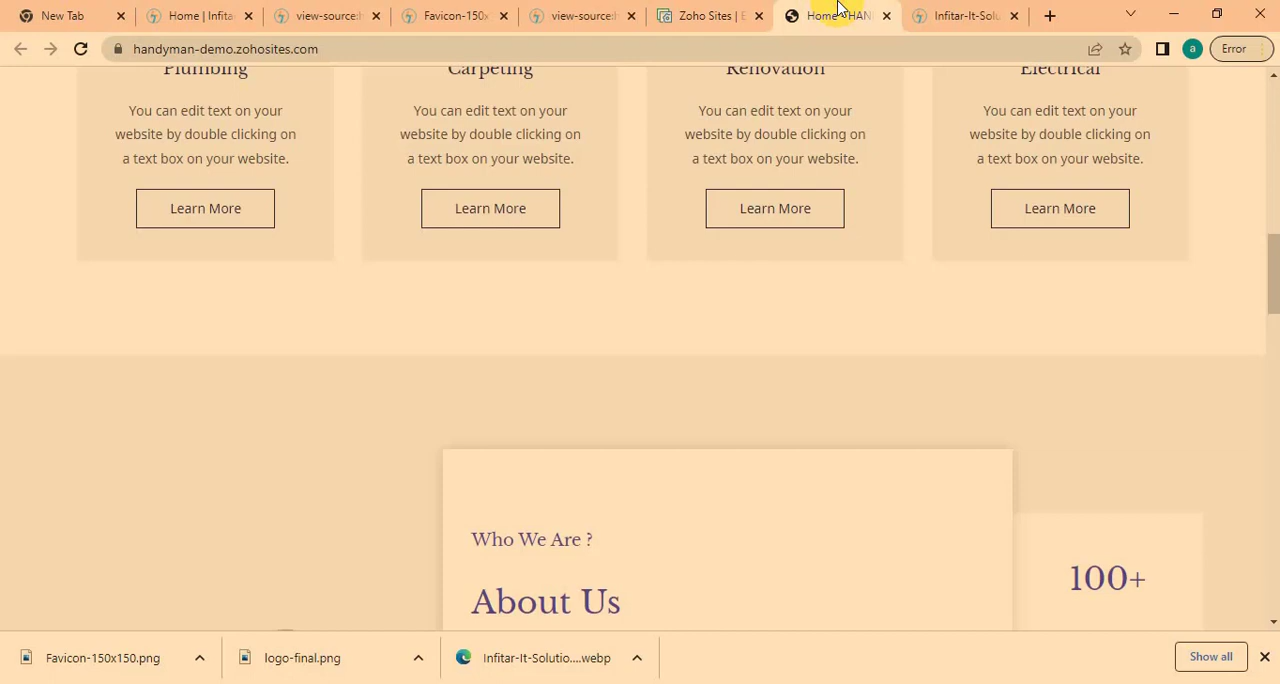 New Tab
Home | Infita
view-source:h
Favicon-150x
view-source:h
Zoho Sites | E
Home
Infitar-It-Solu
handyman-demo.zohosites.com
a
Error
Plumbing
Carpeting
Renovation
Electrical
You can edit text on your
website by double clicking on
a text box on your website.
You can edit text on your
website by double clicking on
a text box on your website.
You can edit text on your
website by double clicking on
a text box on your website.
You can edit text on your
website by double clicking on
a text box on your website.
Learn More
Learn More
Learn More
Learn More
Who We Are ?
About Us
100+
Favicon-150x150.png
logo-final.png
Infitar-It-Solutio....webp
Show all